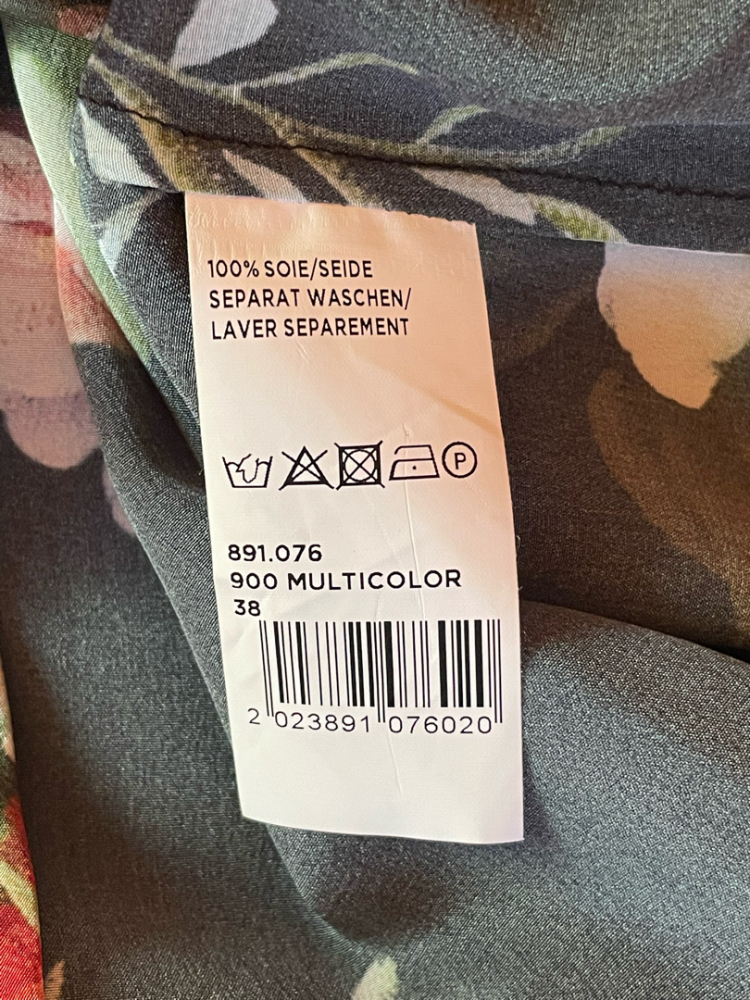 100% SOIE/SEIDE
SEPARAT WASCHEN/
LAVER SEPAREMENT
P
891.076
900 MULTICOLOR
38
2 023891 076020